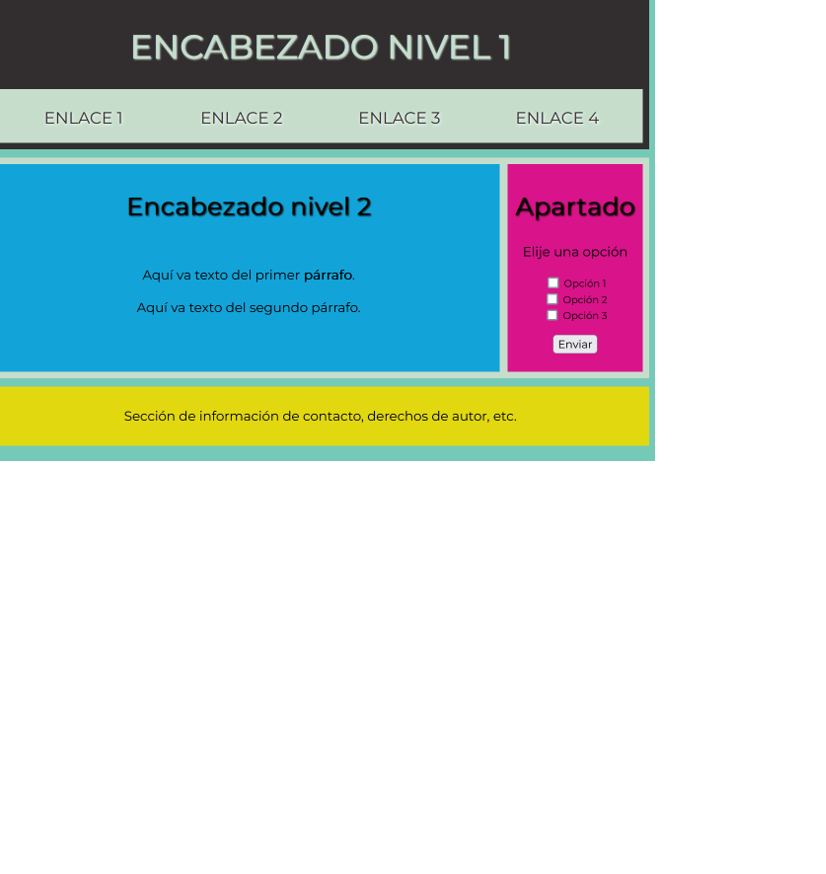 ENCABEZADO NIVEL 1
ENLACE 1 ENLACE 2 ENLACE 3 ENLACE 4
Encabezado nivel 2
Aquí va texto del primer párrafo.
Aquí va texto del segundo párrafo.
Apartado
Elije una opción
Opción 1
Opción 2
Opción 3
Enviar
Sección de información de contacto, derechos de autor, etc.